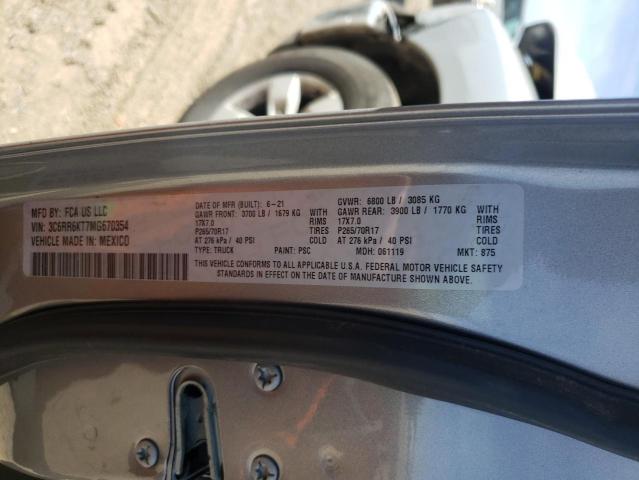 MFD BY: FCA US LLC
VIN: 3C6RR6KT7MG670354
VEHICLE MADE IN: MEXICO
DATE OF MFR (BUILT): 6-21
GAWR FRONT: 3700 LB / 1679 KG WITH
17X7.0 RIMS
P265/70R17 TIRES
AT 276 kPa / 40 PSI COLD
TYPE: TRUCK
GVWR: 6800 LB / 3085 KG
GAWR REAR: 3900 LB / 1770 KG WITH
17X7.0 RIMS
P265/70R17 TIRES
AT 276 kPa / 40 PSI COLD
PAINT: PSC MDH: 061119 MKT: 875
THIS VEHICLE CONFORMS TO ALL APPLICABLE U.S.A. FEDERAL MOTOR VEHICLE SAFETY
STANDARDS IN EFFECT ON THE DATE OF MANUFACTURE SHOWN ABOVE.